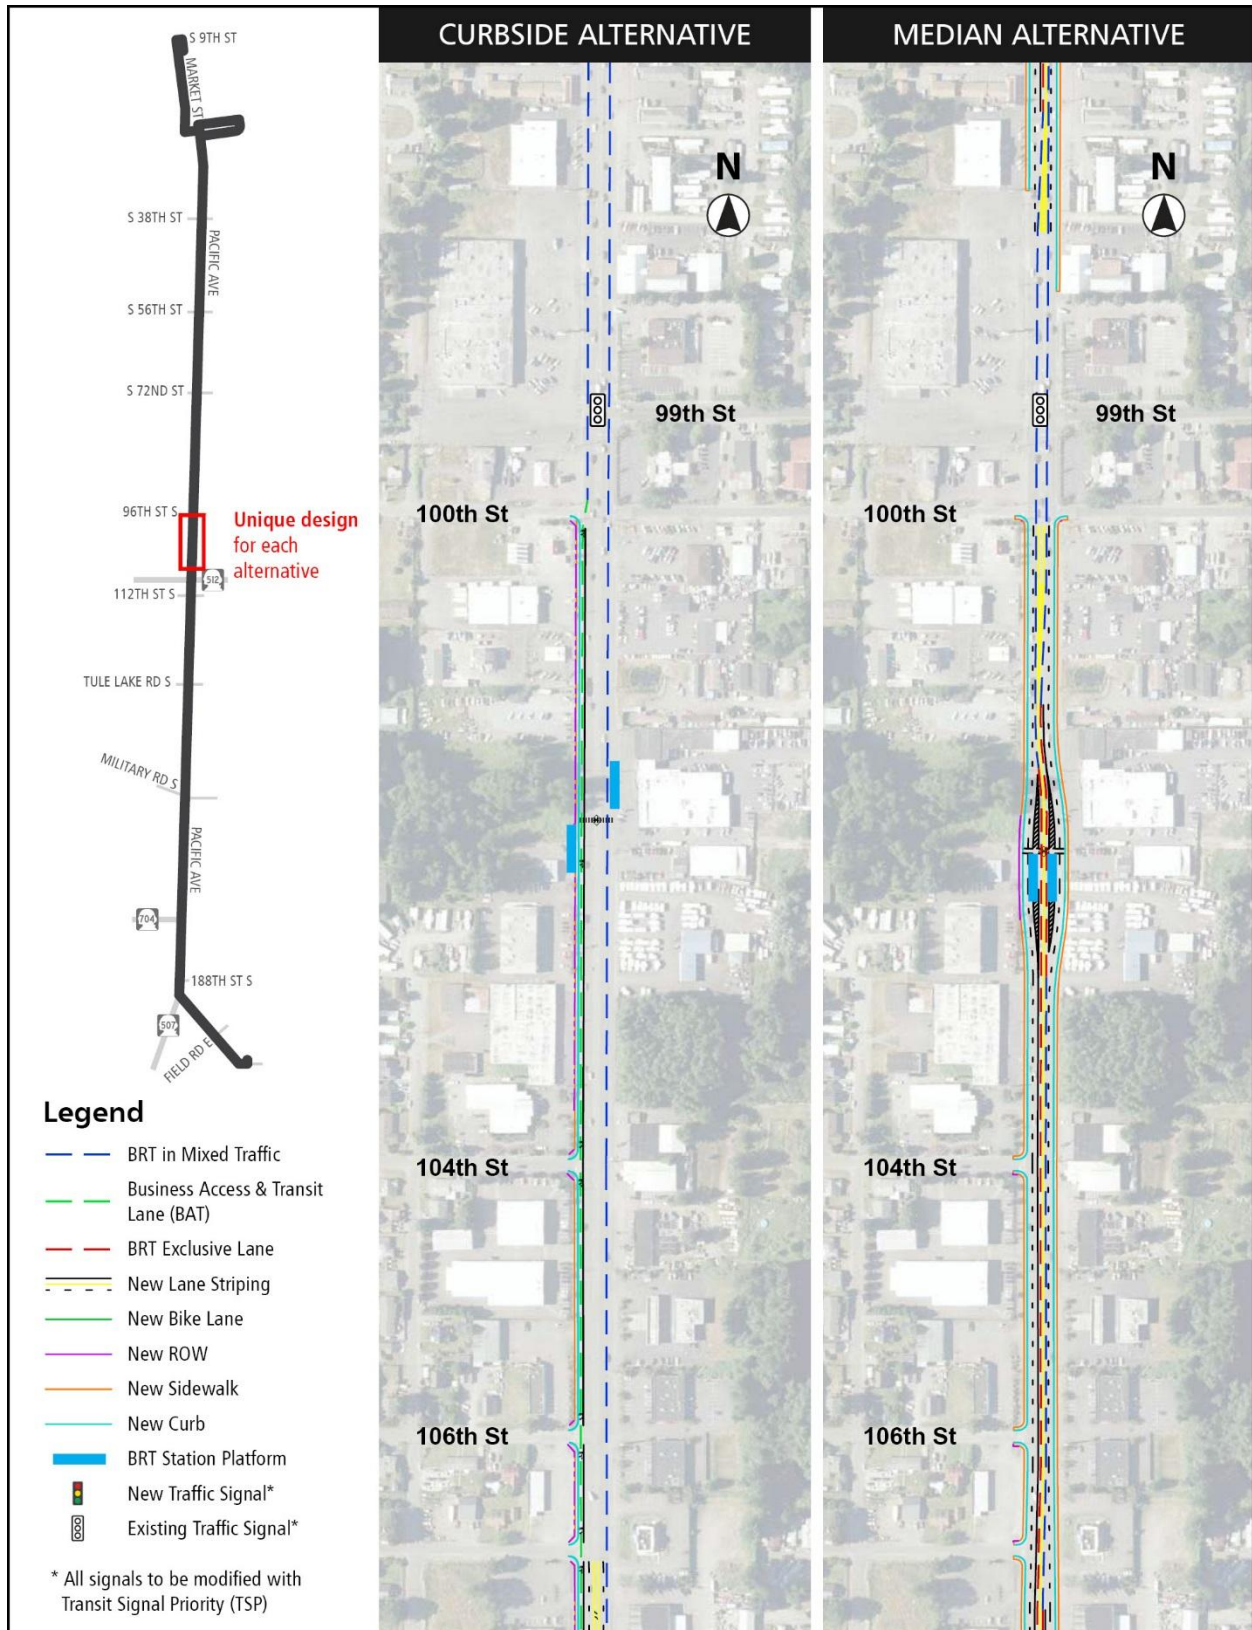 S 9TH ST
MARKET ST
S 38TH ST
PACIFIC AVE
S 56TH ST
S 72ND ST
96TH ST S
Unique design
for each
alternative
512
112TH ST S
TULE LAKE RD S
MILITARY RD S
PACIFIC AVE
704
188TH ST S
507
FIELD RD E
Legend
BRT in Mixed Traffic
Business Access & Transit
Lane (BAT)
BRT Exclusive Lane
New Lane Striping
New Bike Lane
New ROW
New Sidewalk
New Curb
BRT Station Platform
New Traffic Signal*
Existing Traffic Signal*
* All signals to be modified with
Transit Signal Priority (TSP)
CURBSIDE ALTERNATIVE
N
99th St
100th St
104th St
106th St
MEDIAN ALTERNATIVE
N
99th St
100th St
104th St
106th St